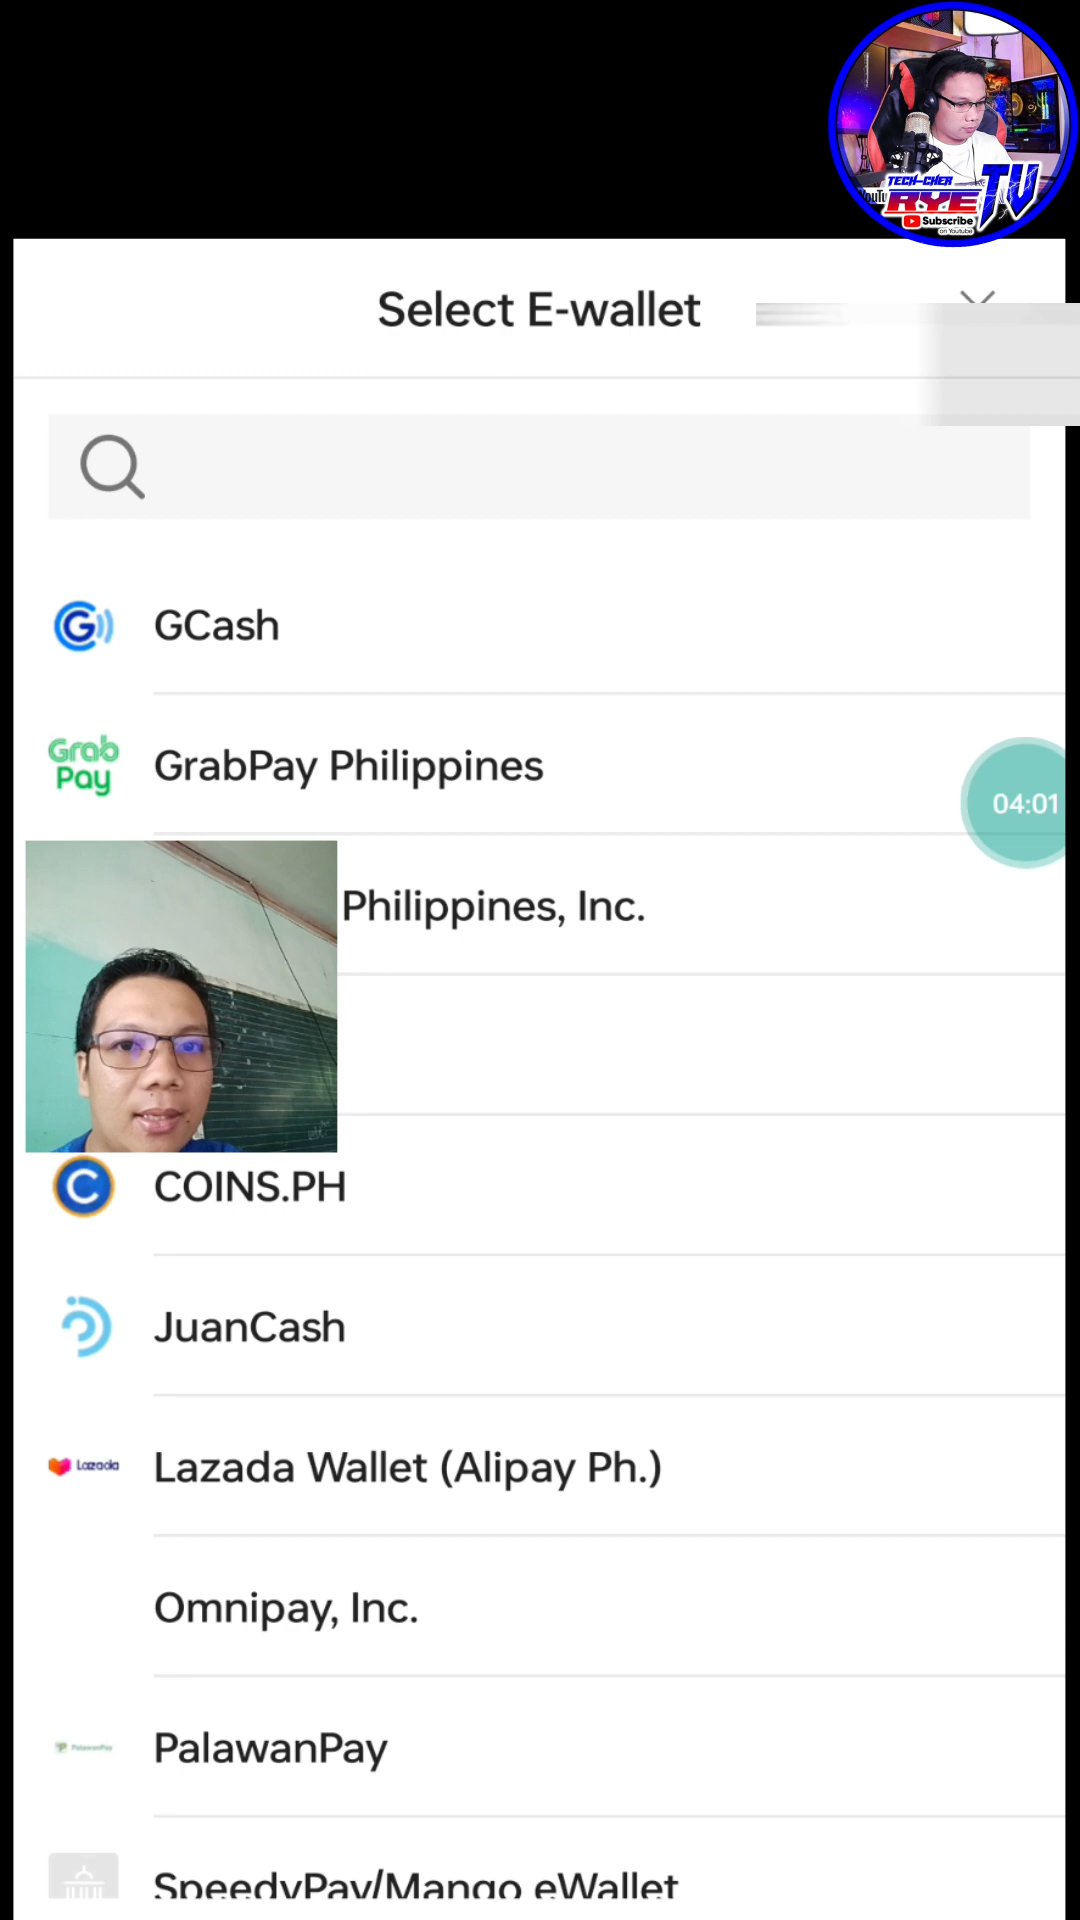 TECH-CHER
RYE TV
Subscribe
on Youtube
Select E-wallet
GCash
Grab
Pay
GrabPay Philippines
04:01
Philippines, Inc.
COINS.PH
JuanCash
Lazada
Lazada Wallet (Alipay Ph.)
Omnipay, Inc.
PalawanPay
PalawanPay
SpeedyPay/Mango eWallet